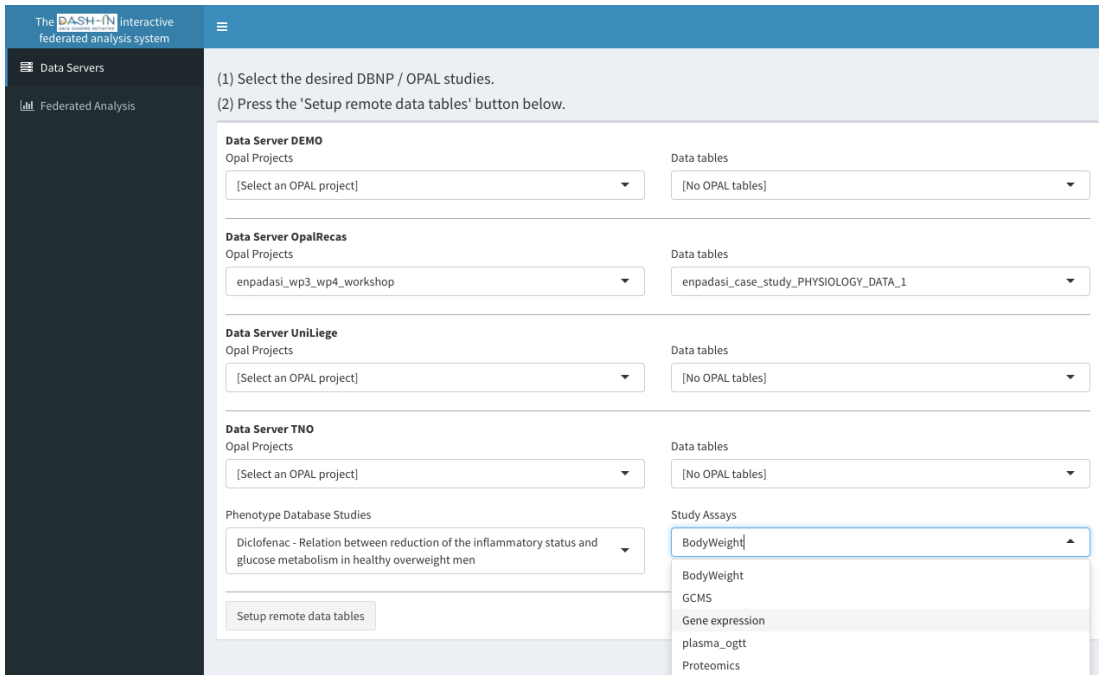 The DASH-IN interactive
federated analysis system
Data Servers
Federated Analysis
(1) Select the desired DBNP / OPAL studies.
(2) Press the 'Setup remote data tables' button below.
Data Server DEMO
Opal Projects
Data tables
[Select an OPAL project]
[No OPAL tables]
Data Server OpalRecas
Opal Projects
Data tables
enpadasi_wp3_wp4_workshop
enpadasi_case_study_PHYSIOLOGY_DATA_1
Data Server UniLiege
Opal Projects
Data tables
[Select an OPAL project]
[No OPAL tables]
Data Server TNO
Opal Projects
Data tables
[Select an OPAL project]
[No OPAL tables]
Phenotype Database Studies
Study Assays
Diclofenac - Relation between reduction of the inflammatory status and
glucose metabolism in healthy overweight men
BodyWeight
BodyWeight
GCMS
Gene expression
plasma_ogtt
Proteomics
Setup remote data tables